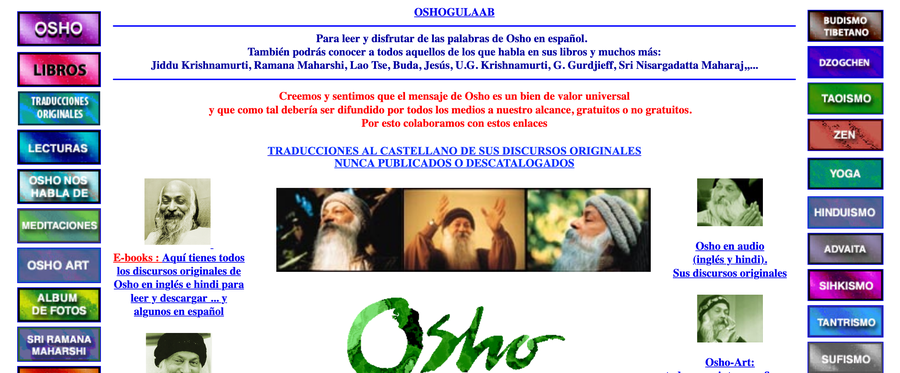 OSHO
LIBROS
TRADUCCIONES
ORIGINALES
LECTURAS
OSHO NOS
HABLA DE
MEDITACIONES
OSHO ART
ALBUM
DE FOTOS
SRI RAMANA
MAHARSHI
OSHOGULAAB
Para leer y disfrutar de las palabras de Osho en español.
También podrás conocer a todos aquellos de los que habla en sus libros y muchos más:
Jiddu Krishnamurti, Ramana Maharshi, Lao Tse, Buda, Jesús, U.G. Krishnamurti, G. Gurdjieff, Sri Nisargadatta Maharaj,,...
Creemos y sentimos que el mensaje de Osho es un bien de valor universal
y que como tal debería ser difundido por todos los medios a nuestro alcance, gratuitos o no gratuitos.
Por esto colaboramos con estos enlaces
TRADUCCIONES AL CASTELLANO DE SUS DISCURSOS ORIGINALES
NUNCA PUBLICADOS O DESCATALOGADOS
E-books : Aquí tienes todos
los discursos originales de
Osho en inglés e hindi para
leer y descargar ... y
algunos en español
Osho
Osho en audio
(inglés y hindi).
Sus discursos originales
Osho-Art:
BUDISMO
TIBETANO
DZOGCHEN
TAOISMO
ZEN
YOGA
HINDUISMO
ADVAITA
SIHKISMO
TANTRISMO
SUFISMO